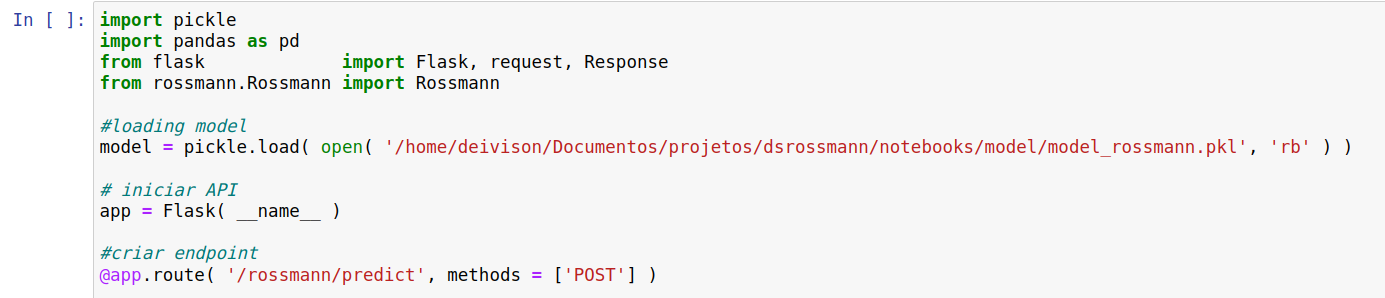 In [ ]: import pickle
import pandas as pd
from flask             import Flask, request, Response
from rossmann.Rossmann import Rossmann
#loading model
model = pickle.load( open( '/home/deivison/Documentos/projetos/dsrossmann/notebooks/model/model_rossmann.pkl', 'rb' ) )
# iniciar API
app = Flask( __name__ )
#criar endpoint
@app.route( '/rossmann/predict', methods = ['POST'] )